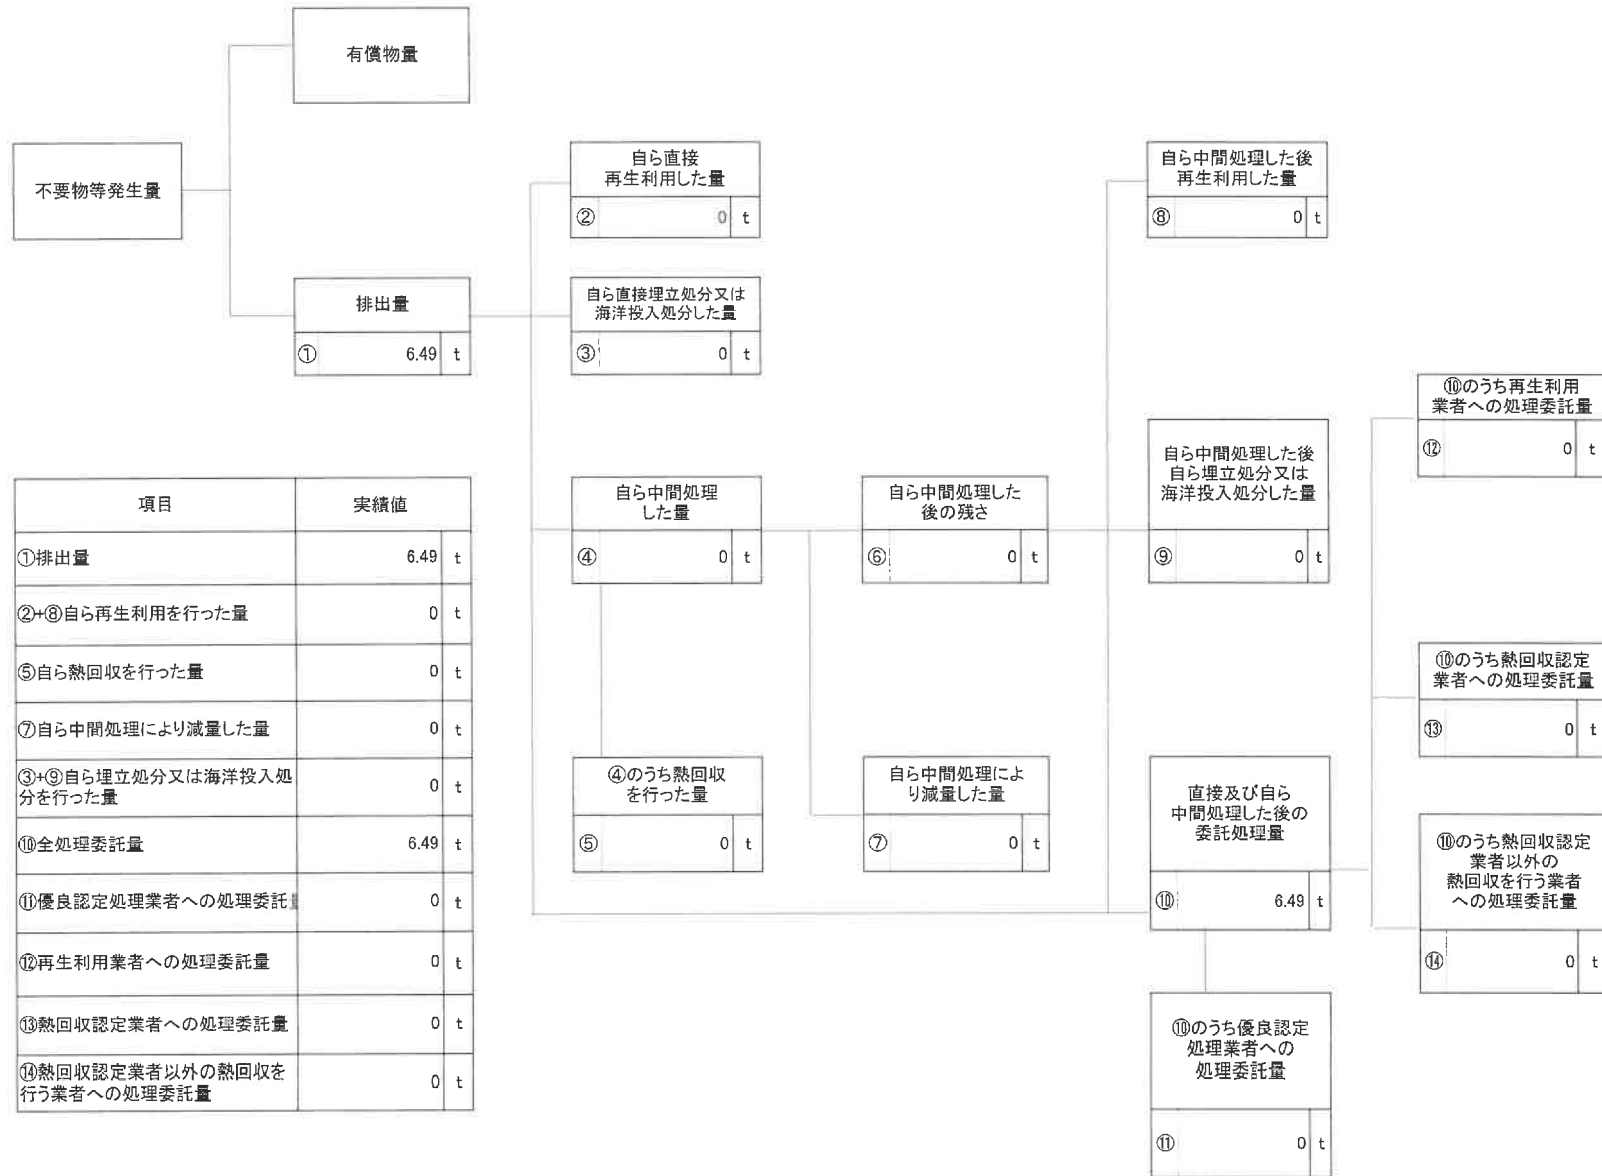 有償物量
不要物等発生量
排出量
① 6.49 t
自ら直接
再生利用した量
② 0 t
自ら直接埋立処分又は
海洋投入処分した量
③ 0 t
自ら中間処理
した量
④ 0 t
④のうち熱回収
を行った量
⑤ 0 t
自ら中間処理した
後の残さ
⑥ 0 t
自ら中間処理によ
り減量した量
⑦ 0 t
自ら中間処理した後
再生利用した量
⑧ 0 t
自ら中間処理した後
自ら埋立処分又は
海洋投入処分した量
⑨ 0 t
直接及び自ら
中間処理した後の
委託処理量
⑩ 6.49 t
⑩のうち優良認定
処理業者への
処理委託量
⑪ 0 t
⑩のうち再生利用
業者への処理委託量
⑫ 0 t
⑩のうち熱回収認定
業者への処理委託量
⑬ 0 t
⑩のうち熱回収認定
業者以外の
熱回収を行う業者
への処理委託量
⑭ 0 t
項目 実績値
①排出量 6.49 t
②+⑧自ら再生利用を行った量 0 t
⑤自ら熱回収を行った量 0 t
⑦自ら中間処理により減量した量 0 t
③+⑨自ら埋立処分又は海洋投入処
分を行った量 0 t
⑩全処理委託量 6.49 t
⑪優良認定処理業者への処理委託 0 t
⑫再生利用業者への処理委託量 0 t
⑬熱回収認定業者への処理委託量 0 t
⑭熱回収認定業者以外の熱回収を
行う業者への処理委託量 0 t